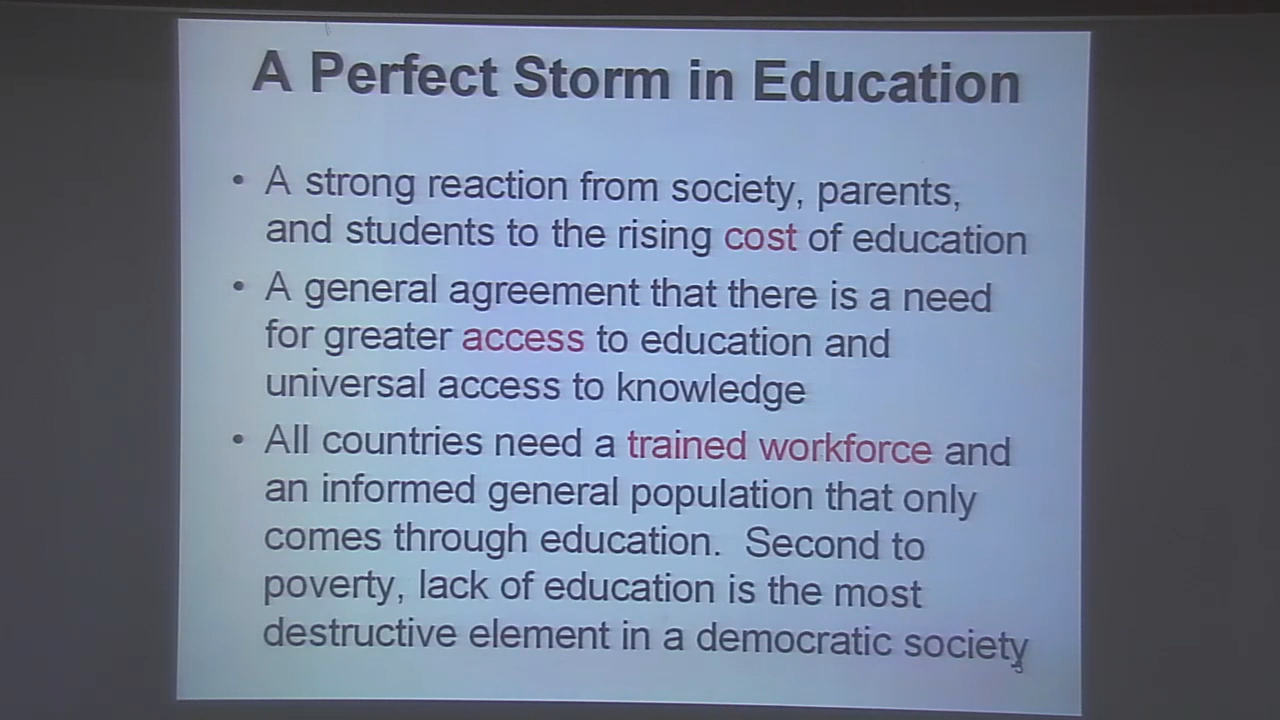 A Perfect Storm in Education
• A strong reaction from society, parents,
and students to the rising cost of education
• A general agreement that there is a need
for greater access to education and
universal access to knowledge
• All countries need a trained workforce and
an informed general population that only
comes through education. Second to
poverty, lack of education is the most
destructive element in a democratic society